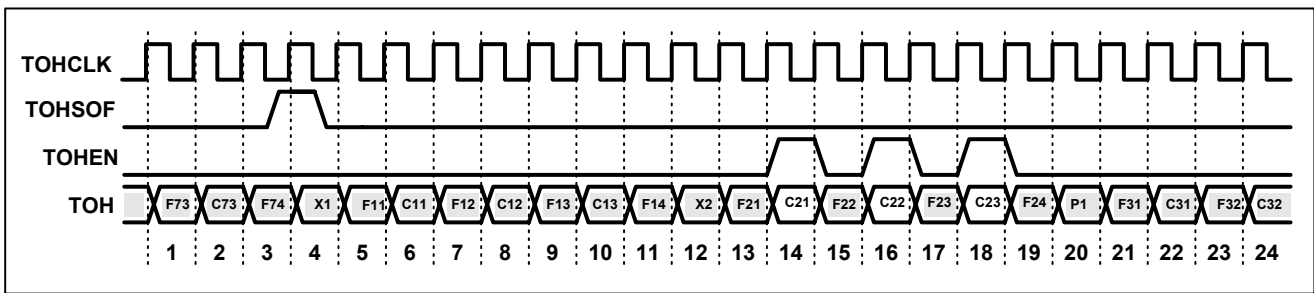 TOHCLK
TOHSOF
TOHEN
TOH F73 C73 F74 X1 F11 C11 F12 C12 F13 C13 F14 X2 F21 C21 F22 C22 F23 C23 F24 P1 F31 C31 F32 C32
1 2 3 4 5 6 7 8 9 10 11 12 13 14 15 16 17 18 19 20 21 22 23 24